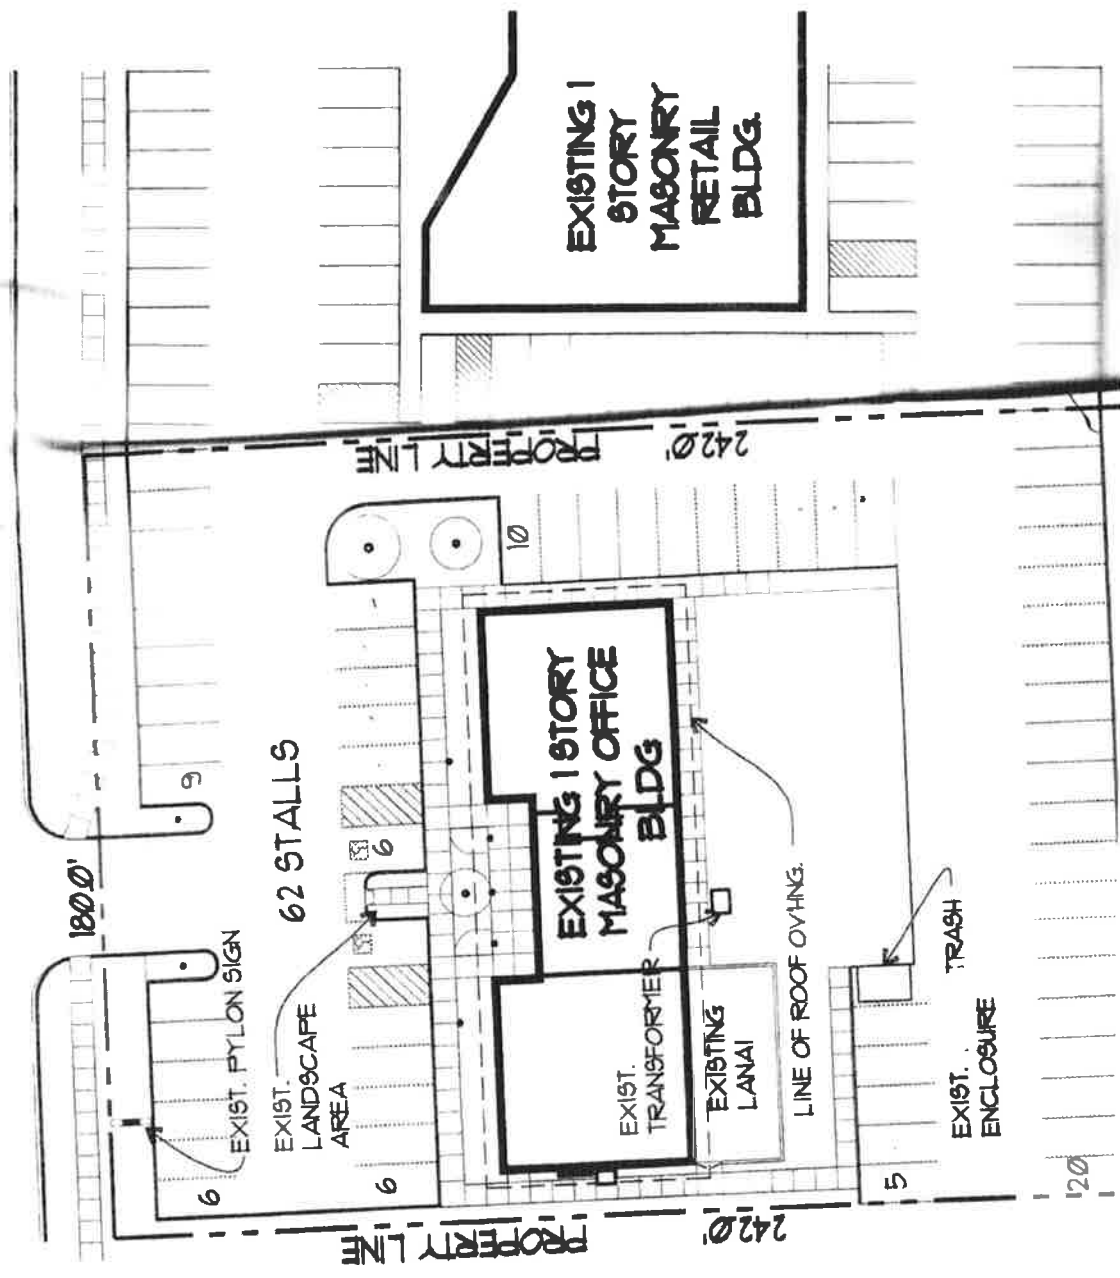 180.0'
EXIST. PYLON SIGN
9
6
62 STALLS
EXIST.
LANDSCAPE
AREA
6
6
10
PROPERTY LINE
242.0'
PROPERTY LINE
242.0'
EXISTING 1 STORY
MASONRY OFFICE
BLDG
EXIST.
TRANSFORMER
EXISTING
LANAI
LINE OF ROOF OVHNG.
5
EXIST.
ENCLOSURE
TRASH
20
EXISTING 1
STORY
MASONRY
RETAIL
BLDG.